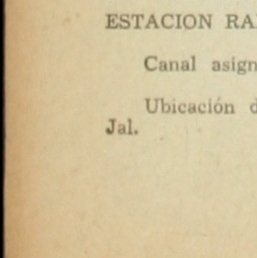 ESTACION RA
Canal asign
Ubicación d
Jal.